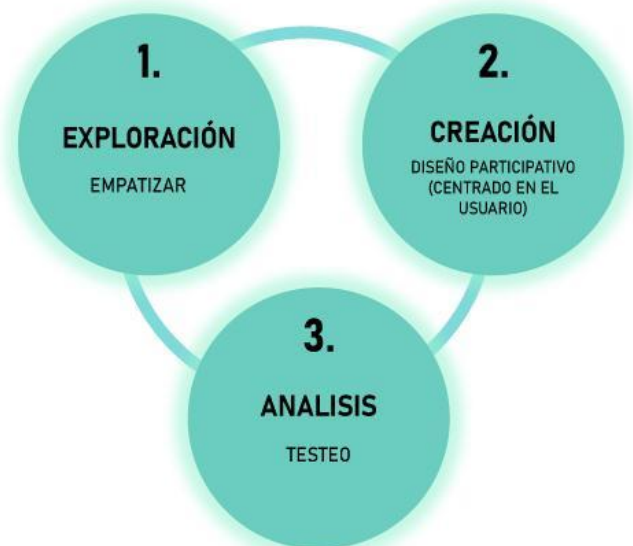 1.
EXPLORACIÓN
EMPATIZAR
2.
CREACIÓN
DISEÑO PARTICIPATIVO
(CENTRADO EN EL
USUARIO)
3.
ANALISIS
TESTEO